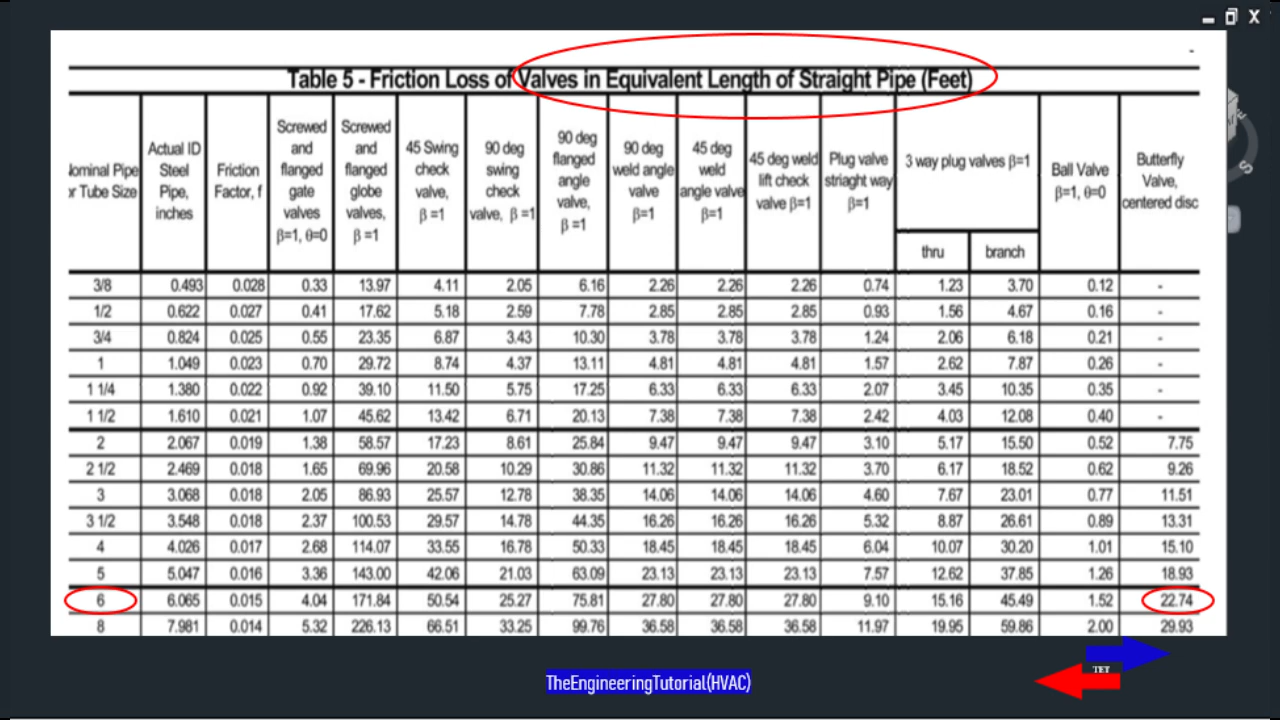 Table 5 - Friction Loss of Valves in Equivalent Length of Straight Pipe (Feet)
Nominal Pipe or Tube Size | Actual ID Steel Pipe, inches | Friction Factor, f | Screwed and flanged gate valves β=1, θ=0 | Screwed and flanged globe valves, β =1 | 45 Swing check valve, β =1 | 90 deg swing check valve, β =1 | 90 deg flanged angle valve, β =1 | 90 deg weld angle valve β=1 | 45 deg weld angle valve β=1 | 45 deg weld lift check valve β=1 | Plug valve striaght way β=1 | 3 way plug valves β=1 | Ball Valve β=1, θ=0 | Butterfly Valve, centered disc
thru | branch
3/8 | 0.493 | 0.028 | 0.33 | 13.97 | 4.11 | 2.05 | 6.16 | 2.26 | 2.26 | 2.26 | 0.74 | 1.23 | 3.70 | 0.12 | -
1/2 | 0.622 | 0.027 | 0.41 | 17.62 | 5.18 | 2.59 | 7.78 | 2.85 | 2.85 | 2.85 | 0.93 | 1.56 | 4.67 | 0.16 | -
3/4 | 0.824 | 0.025 | 0.55 | 23.35 | 6.87 | 3.43 | 10.30 | 3.78 | 3.78 | 3.78 | 1.24 | 2.06 | 6.18 | 0.21 | -
1 | 1.049 | 0.023 | 0.70 | 29.72 | 8.74 | 4.37 | 13.11 | 4.81 | 4.81 | 4.81 | 1.57 | 2.62 | 7.87 | 0.26 | -
1 1/4 | 1.380 | 0.022 | 0.92 | 39.10 | 11.50 | 5.75 | 17.25 | 6.33 | 6.33 | 6.33 | 2.07 | 3.45 | 10.35 | 0.35 | -
1 1/2 | 1.610 | 0.021 | 1.07 | 45.62 | 13.42 | 6.71 | 20.13 | 7.38 | 7.38 | 7.38 | 2.42 | 4.03 | 12.08 | 0.40 | -
2 | 2.067 | 0.019 | 1.38 | 58.57 | 17.23 | 8.61 | 25.84 | 9.47 | 9.47 | 9.47 | 3.10 | 5.17 | 15.50 | 0.52 | 7.75
2 1/2 | 2.469 | 0.018 | 1.65 | 69.96 | 20.58 | 10.29 | 30.86 | 11.32 | 11.32 | 11.32 | 3.70 | 6.17 | 18.52 | 0.62 | 9.26
3 | 3.068 | 0.018 | 2.05 | 86.93 | 25.57 | 12.78 | 38.35 | 14.06 | 14.06 | 14.06 | 4.60 | 7.67 | 23.01 | 0.77 | 11.51
3 1/2 | 3.548 | 0.018 | 2.37 | 100.53 | 29.57 | 14.78 | 44.35 | 16.26 | 16.26 | 16.26 | 5.32 | 8.87 | 26.61 | 0.89 | 13.31
4 | 4.026 | 0.017 | 2.68 | 114.07 | 33.55 | 16.78 | 50.33 | 18.45 | 18.45 | 18.45 | 6.04 | 10.07 | 30.20 | 1.01 | 15.10
5 | 5.047 | 0.016 | 3.36 | 143.00 | 42.06 | 21.03 | 63.09 | 23.13 | 23.13 | 23.13 | 7.57 | 12.62 | 37.85 | 1.26 | 18.93
6 | 6.065 | 0.015 | 4.04 | 171.84 | 50.54 | 25.27 | 75.81 | 27.80 | 27.80 | 27.80 | 9.10 | 15.16 | 45.49 | 1.52 | 22.74
8 | 7.981 | 0.014 | 5.32 | 226.13 | 66.51 | 33.25 | 99.76 | 36.58 | 36.58 | 36.58 | 11.97 | 19.95 | 59.86 | 2.00 | 29.93
S
TET
TheEngineeringTutorial(HVAC)